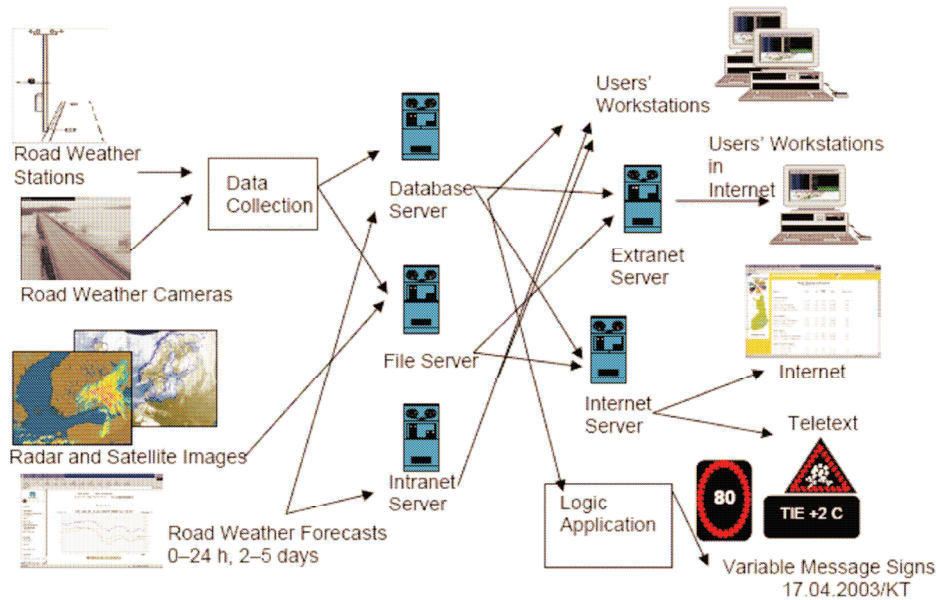 Users'
Workstations
Road Weather
Stations
Data
Collection
Database
Server
Users' Workstations
in
Internet
Extranet
Server
Road Weather Cameras
File Server
Internet
Internet
Server
Teletext
Radar and Satellite Images
Intranet
Server
Logic
Application
80
TIE +2 C
Road Weather Forecasts
0–24 h, 2–5 days
Variable Message Signs
17.04.2003/KT